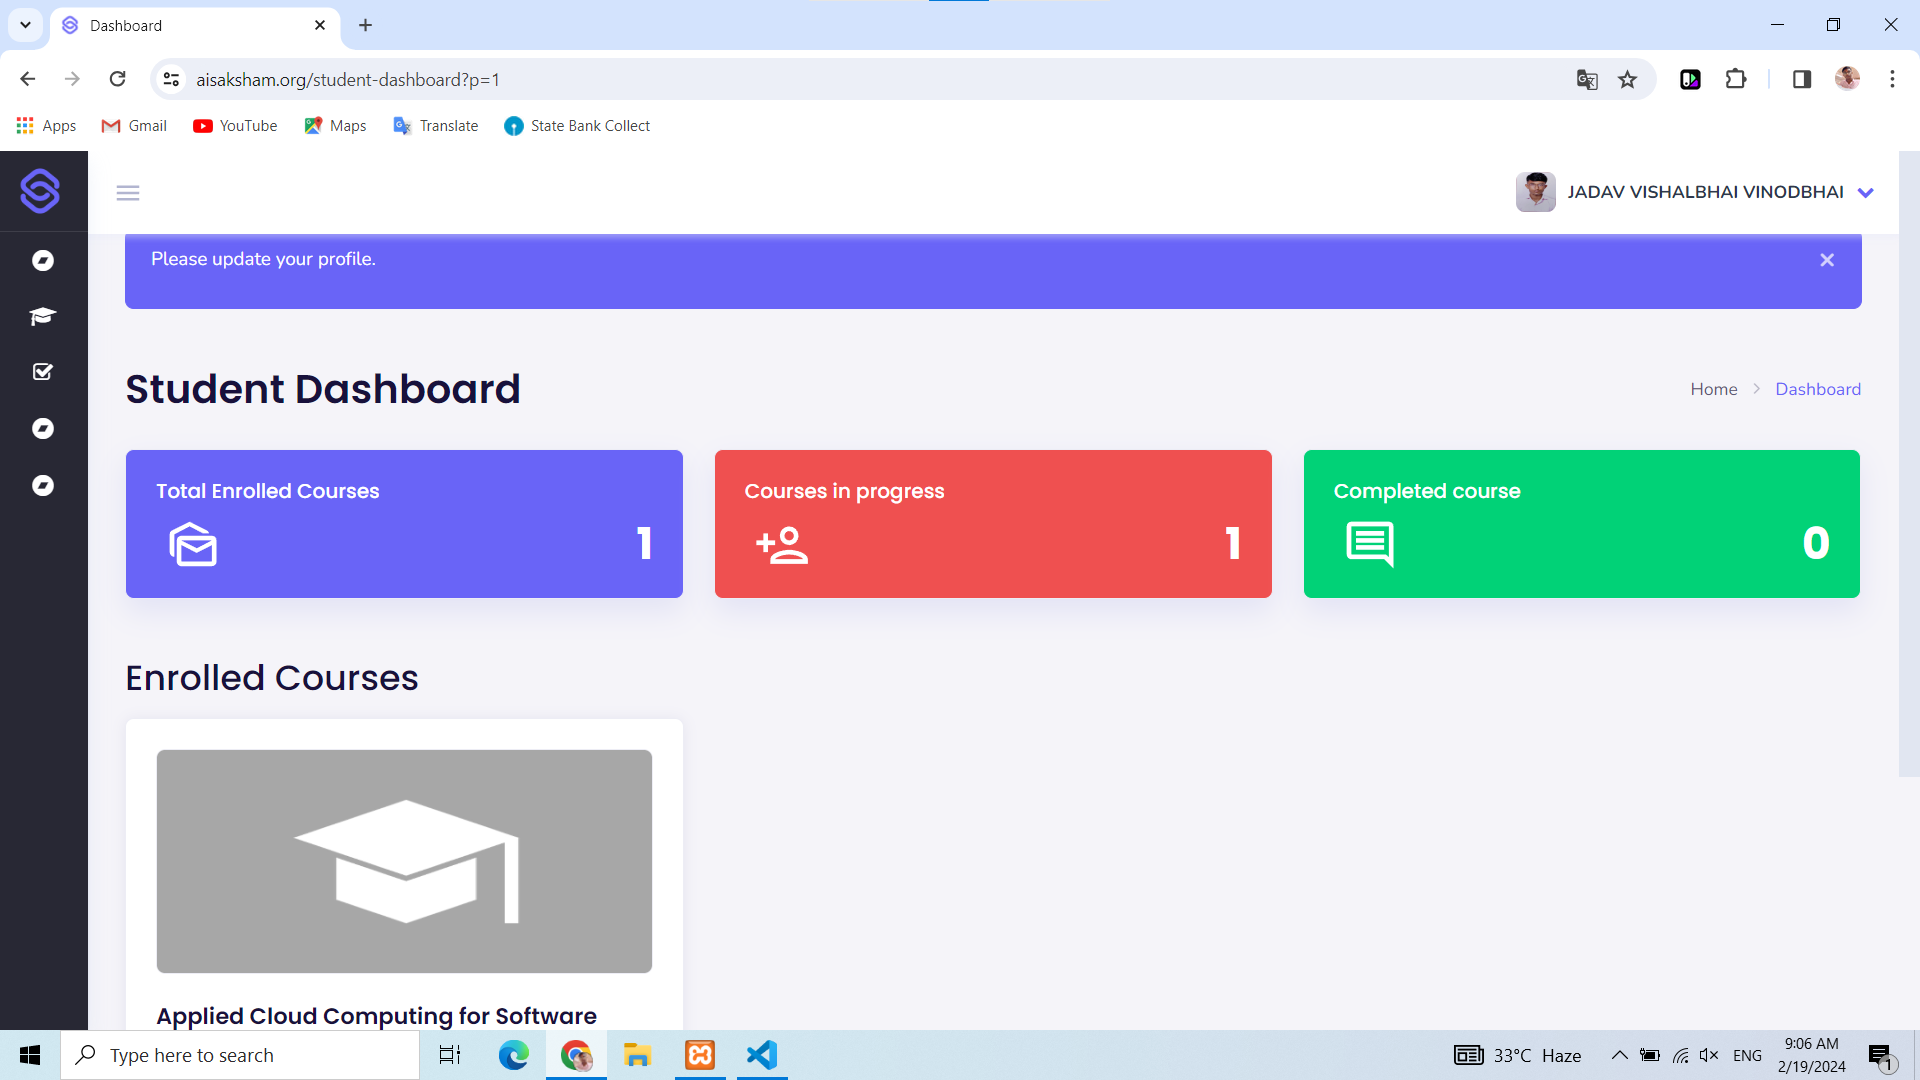 Dashboard
aisaksham.org/student-dashboard?p=1
Apps
Gmail
YouTube
Maps
Translate
State Bank Collect
JADAV VISHALBHAI VINODBHAI
Please update your profile.
Student Dashboard
Home
Dashboard
Total Enrolled Courses
1
Courses in progress
1
Completed course
0
Enrolled Courses
Applied Cloud Computing for Software
Type here to search
33°C Haze
ENG
9:06 AM
2/19/2024
1